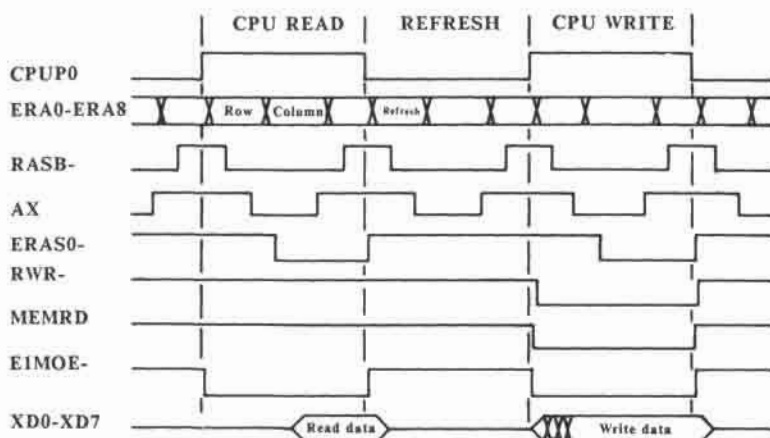 CPU READ REFRESH CPU WRITE
CPUP0
ERA0-ERA8 Row Column Refresh
RASB-
AX
ERAS0-
RWR-
MEMRD
E1MOE-
XD0-XD7 Read data Write data